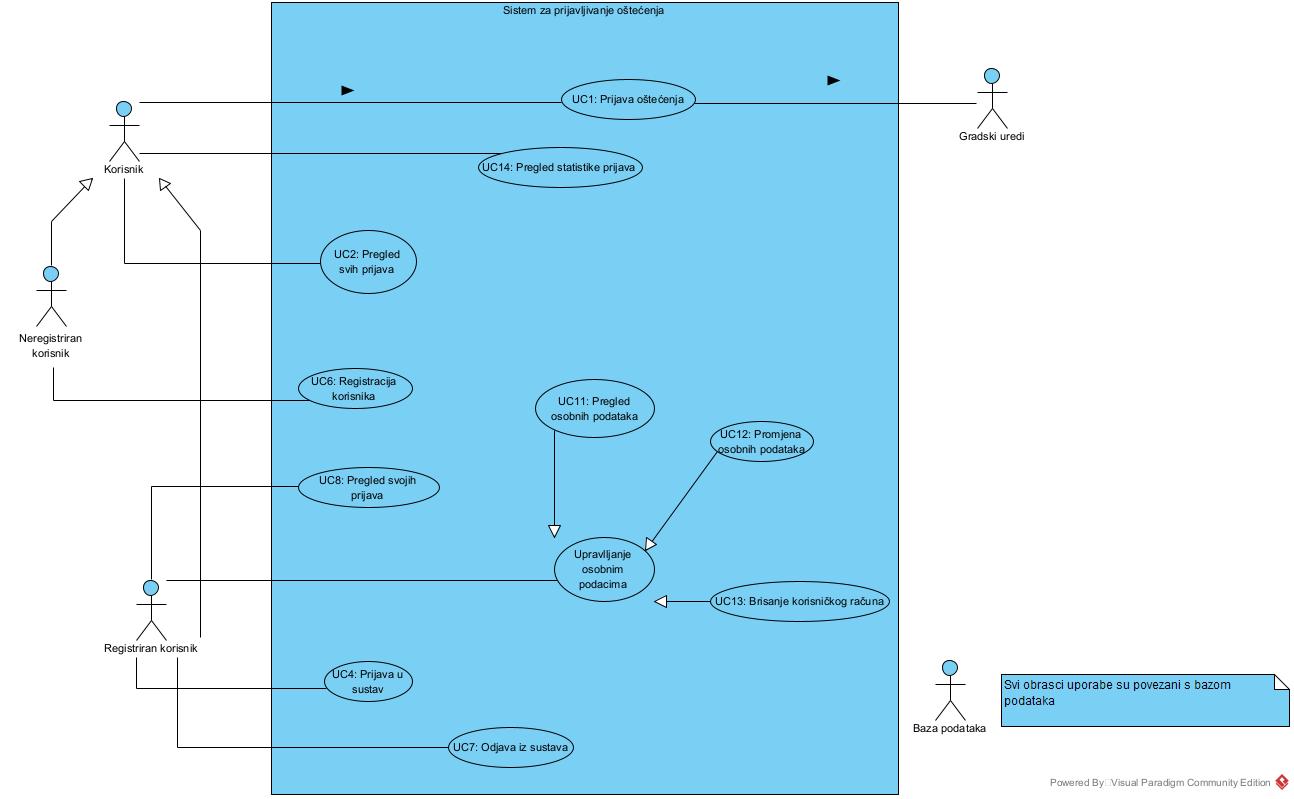 Sistem za prijavljivanje oštećenja
UC1: Prijava oštećenja
Gradski uredi
Korisnik
UC14: Pregled statistike prijava
UC2: Pregled
svih prijava
Neregistriran
korisnik
UC6: Registracija
korisnika
UC11: Pregled
osobnih podataka
UC12: Promjena
osobnih podataka
UC8: Pregled svojih
prijava
Upravlljanje
osobnim
podacima
UC13: Brisanje korisničkog računa
Registriran korisnik
UC4: Prijava u
sustav
Svi obrasci uporabe su povezani s bazom
podataka
Baza podataka
UC7: Odjava iz sustava
Powered By Visual Paradigm Community Edition